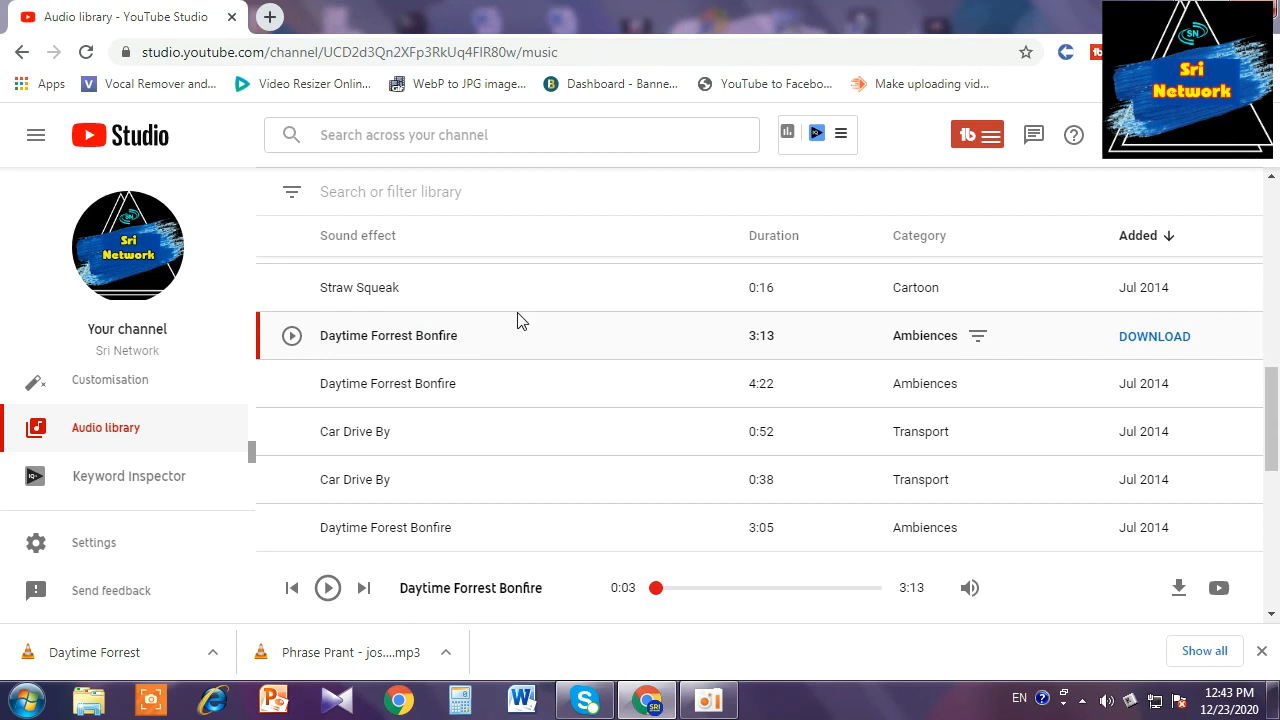 Audio library - YouTube Studio
studio.youtube.com/channel/UCD2d3Qn2XFp3RkUq4FlR80w/music
Apps
Vocal Remover and...
Video Resizer Onlin...
WebP to JPG image...
Dashboard - Banne...
YouTube to Facebo...
Make uploading vid...
SN
Sri
Network
Studio
Search across your channel
Search or filter library
Sound effect Duration Category Added
Straw Squeak 0:16 Cartoon Jul 2014
Daytime Forrest Bonfire 3:13 Ambiences DOWNLOAD
Daytime Forrest Bonfire 4:22 Ambiences Jul 2014
Car Drive By 0:52 Transport Jul 2014
Car Drive By 0:38 Transport Jul 2014
Daytime Forest Bonfire 3:05 Ambiences Jul 2014
SN
Sri
Network
Your channel
Sri Network
Customisation
Audio library
Keyword Inspector
Settings
Send feedback
Daytime Forrest Bonfire 0:03 3:13
Daytime Forrest
Phrase Prant - jos....mp3
Show all
EN
12:43 PM
12/23/2020